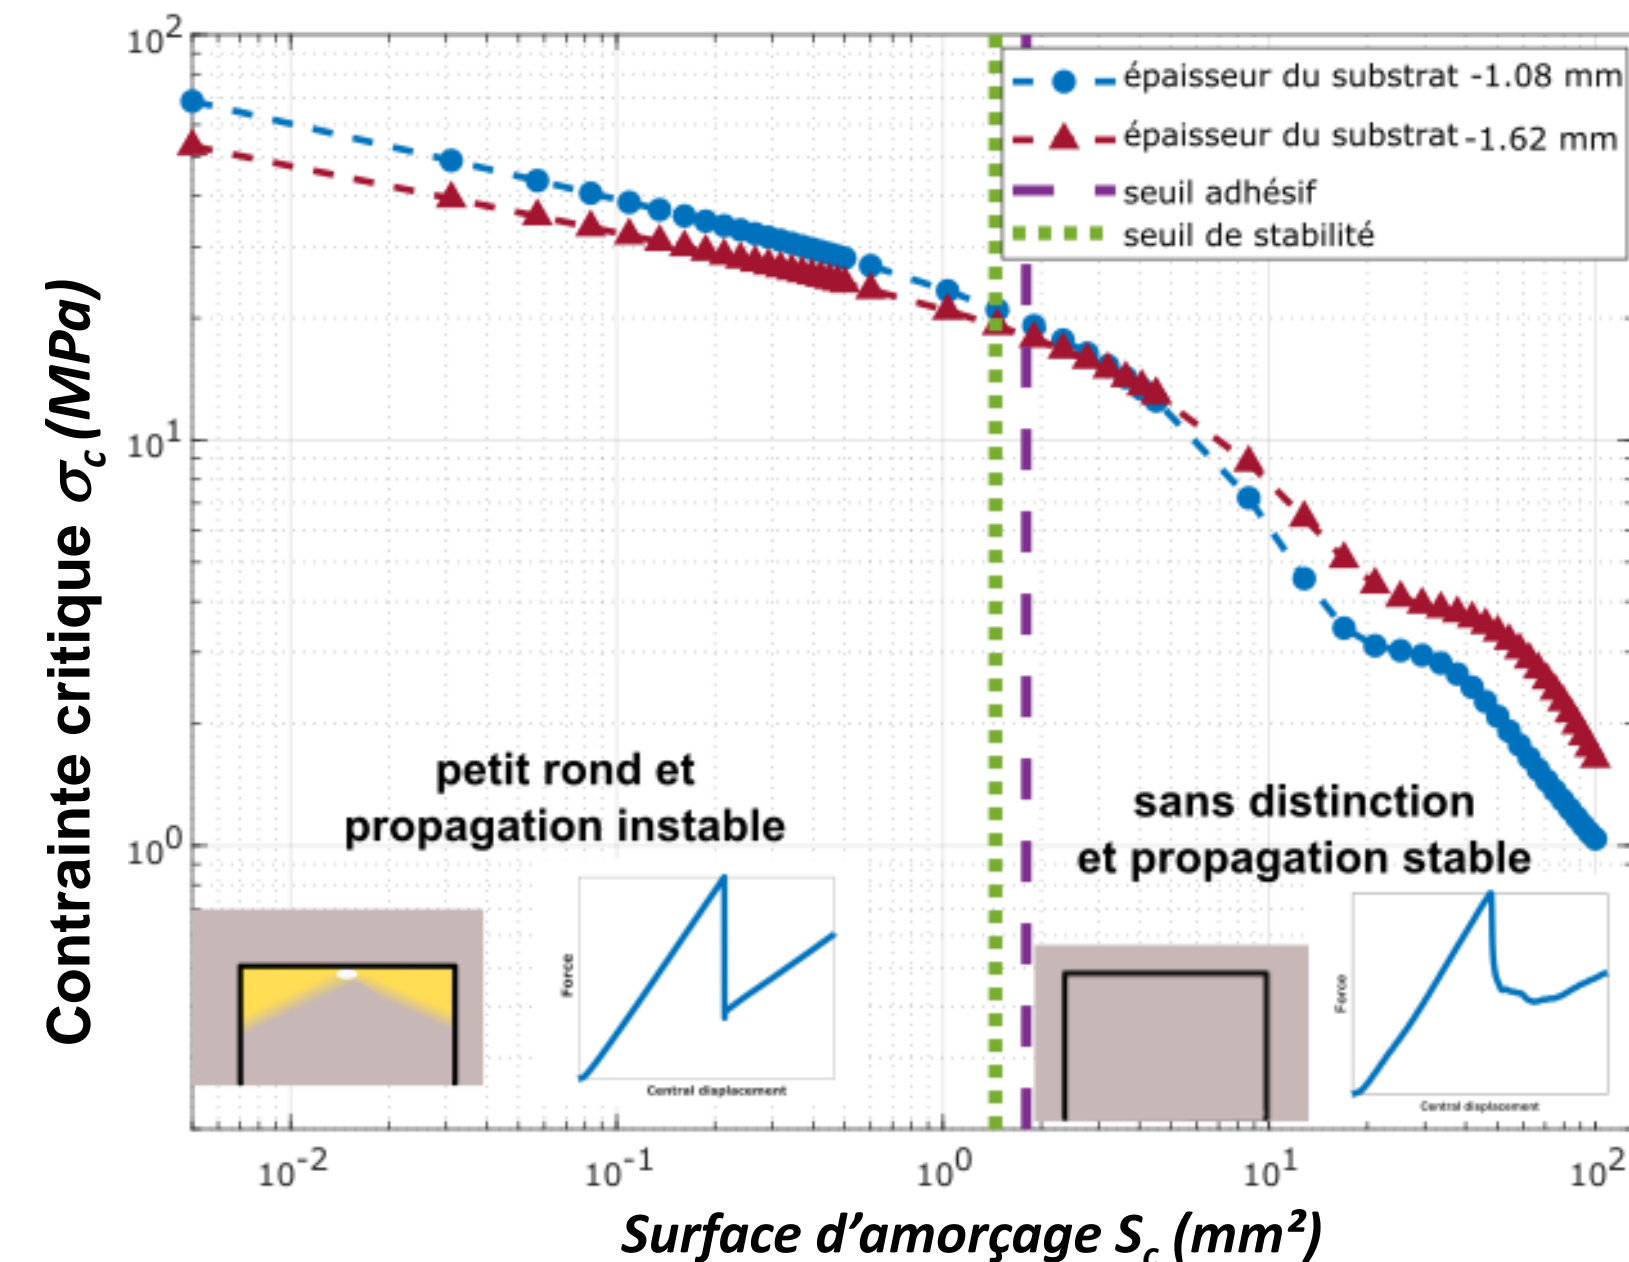 10²
10¹
10⁰
Contrainte critique σc (MPa)
épaisseur du substrat -1.08 mm
épaisseur du substrat -1.62 mm
seuil adhésif
seuil de stabilité
petit rond et
propagation instable
sans distinction
et propagation stable
Force
Central displacement
Force
Central displacement
10⁻² 10⁻¹ 10⁰ 10¹ 10²
Surface d’amorçage Sc (mm²)